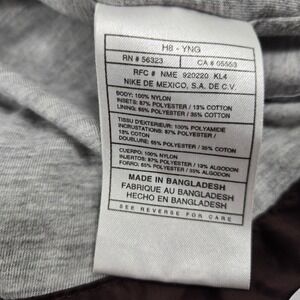 H8 - YNG
RN # 56323 CA # 05553
RFC # NME 920220 KL4
NIKE DE MEXICO, S.A. DE C.V.
BODY: 100% NYLON
INSETS: 87% POLYESTER / 13% COTTON
LINING: 65% POLYESTER / 35% COTTON
TISSU D'EXTERIEUR: 100% POLYAMIDE
INCRUSTATIONS: 87% POLYESTER /
13% COTON
DOUBLURE: 65% POLYESTER / 35% COTON
CUERPO: 100% NYLON
INJERTOS: 87% POLYESTER / 13% ALGODON
FORRO: 65% POLYESTER / 35% ALGODON
MADE IN BANGLADESH
FABRIQUE AU BANGLADESH
HECHO EN BANGLADESH
SEE REVERSE FOR CARE